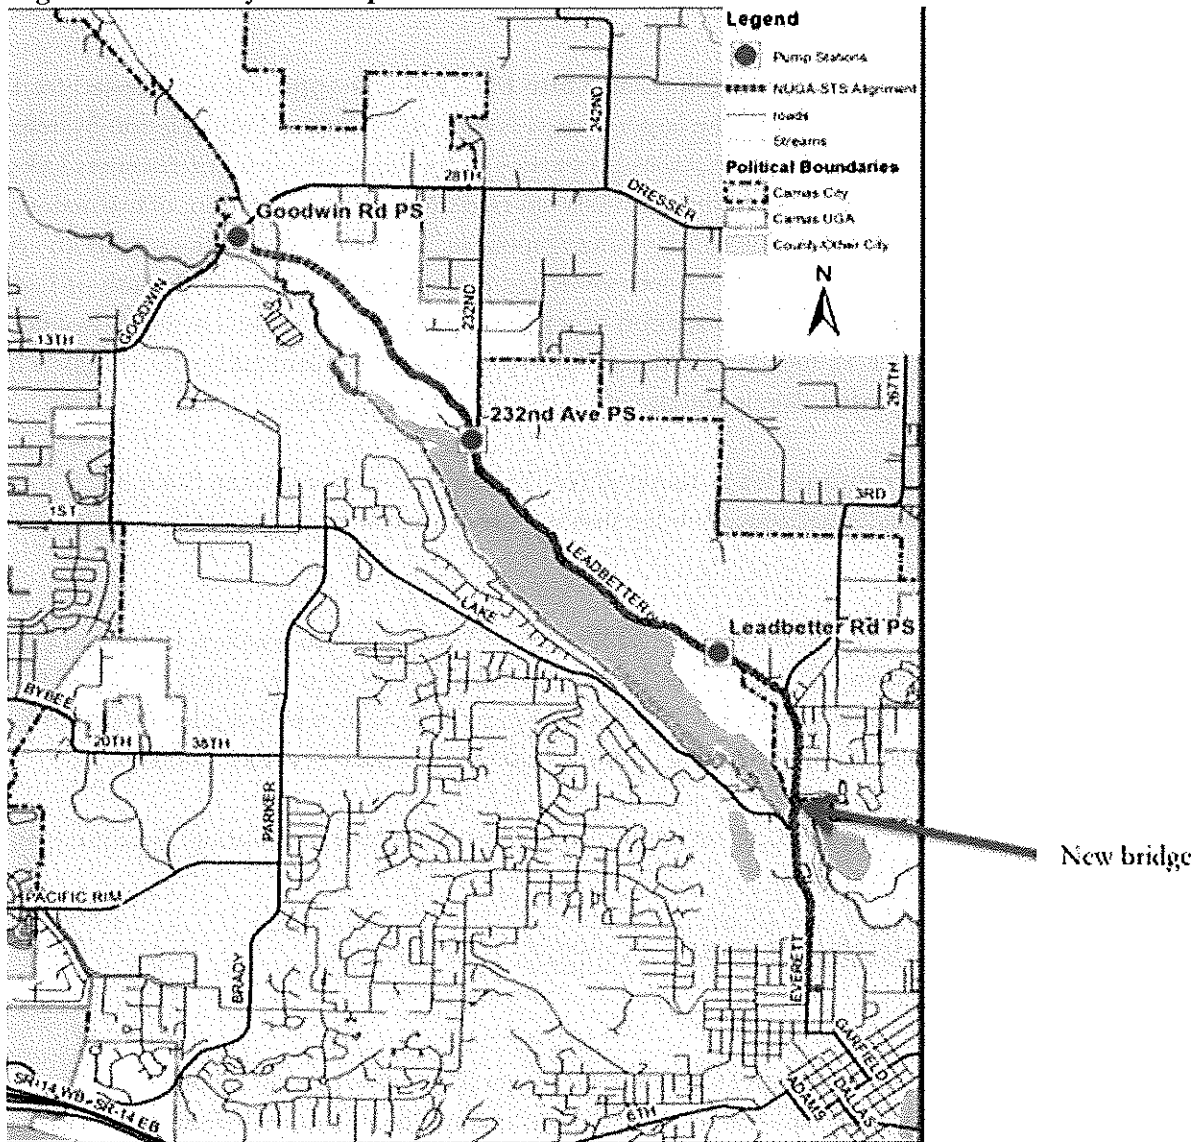 Legend
Pump Stations
NUGA-STS Alignment
roads
Streams
Political Boundaries
Camas City
Camas UGA
County/Other City
N
242ND
28TH
DRESSER
Goodwin Rd PS
GOODWIN
232ND
13TH
267TH
232nd Ave PS
3RD
1ST
LEADBETTER
LAKE
Leadbetter Rd PS
BYBEE
20TH
38TH
PARKER
New bridge
PACIFIC RIM
BRADY
EVERETT
GARFIELD
DALLAS
ADAMS
6TH
SR-14 WB
SR-14 EB